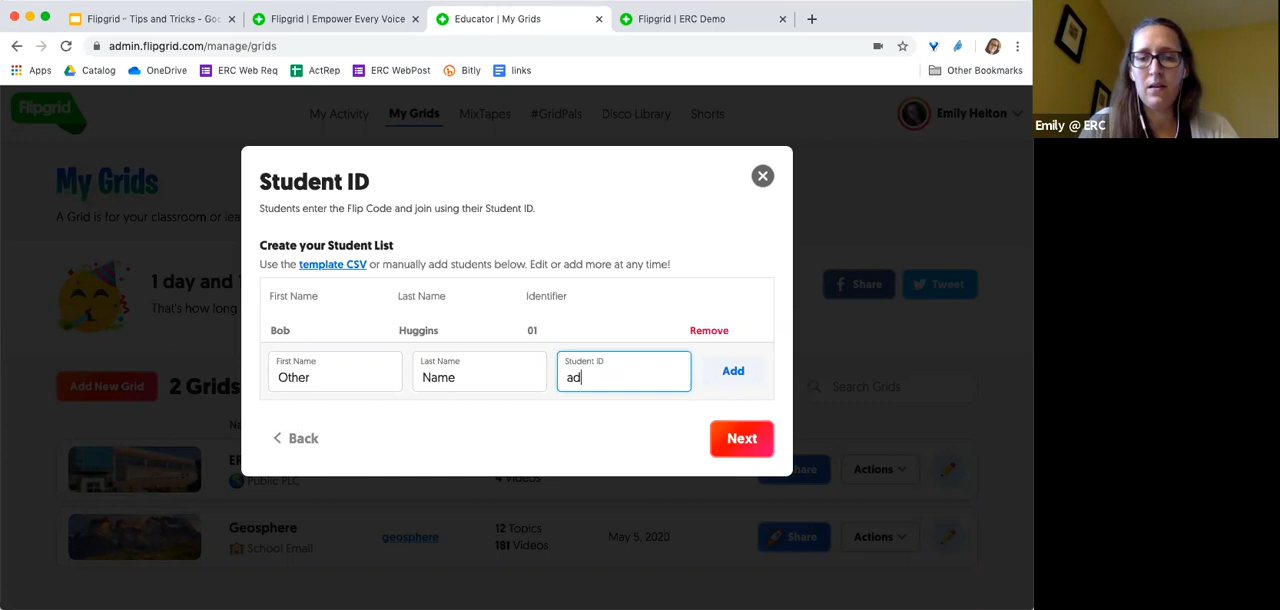 Flipgrid - Tips and Tricks - Goo
Flipgrid | Empower Every Voice
Educator | My Grids
Flipgrid | ERC Demo
admin.flipgrid.com/manage/grids
Apps
Catalog
OneDrive
ERC Web Req
ActRep
ERC WebPost
Bitly
links
Other Bookmarks
Flipgrid
My Activity
My Grids
MixTapes
#GridPals
Disco Library
Shorts
Emily Helton
Emily @ ERC
My Grids
A Grid is for your classroom or lea
1 day and 1
That's how long
Share
Tweet
Add New Grid
2 Grids
Search Grids
Student ID
Students enter the Flip Code and join using their Student ID.
Create your Student List
Use the template CSV or manually add students below. Edit or add more at any time!
First Name
Last Name
Identifier
Bob
Huggins
01
Remove
First Name
Other
Last Name
Name
Student ID
ad
Add
Back
Next
Public PLC
4 Videos
Share
Actions
Geosphere
School Email
geosphere
12 Topics
181 Videos
May 5, 2020
Share
Actions